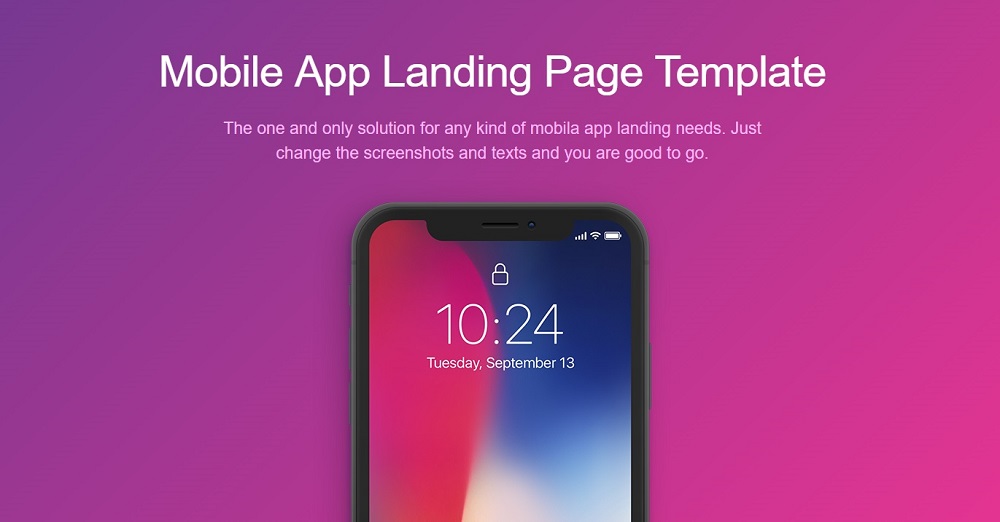 Mobile App Landing Page Template
The one and only solution for any kind of mobila app landing needs. Just
change the screenshots and texts and you are good to go.
10:24
Tuesday, September 13